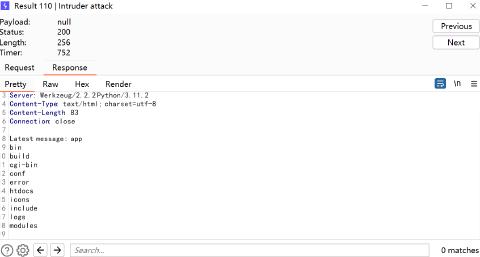 Result 110 | Intruder attack
Payload: null
Status: 200
Length: 256
Timer: 752
Previous
Next
Request Response
Pretty Raw Hex Render
\n
3 Server: Werkzeug/2.2.2 Python/3.11.2
4 Content-Type: text/html; charset=utf-8
5 Content-Length: 83
6 Connection: close
7
8 Latest message: app
9 bin
0 build
1 cgi-bin
2 conf
3 error
4 htdocs
5 icons
6 include
7 logs
8 modules
9
Search...
0 matches